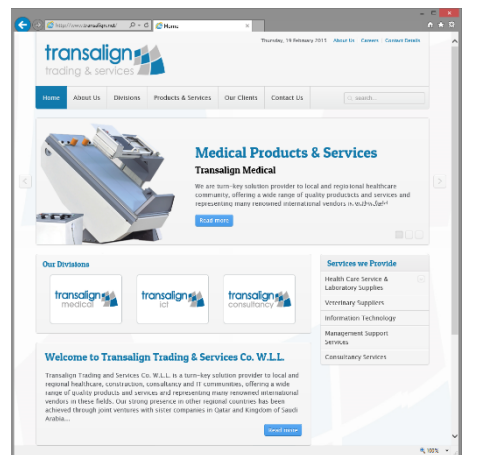 http://www.transalign.net/
Home
Thursday, 19 February 2015 About Us Careers Contact Details
transalign
trading & services
Home About Us Divisions Products & Services Our Clients Contact Us
search...
Medical Products & Services
Transalign Medical
We are turn-key solution provider to local and regional healthcare
community, offering a wide range of quality products and services and
representing many renowned international vendors in
Read more
Our Divisions
transalign
medical
transalign
ict
transalign
consultancy
Services we Provide
Health Care Service &
Laboratory Supplies
Veterinary Suppliers
Information Technology
Management Support
Services
Consultancy Services
Welcome to Transalign Trading & Services Co. W.L.L.
Transalign Trading and Services Co. W.L.L. is a turn-key solution provider to local and
regional healthcare, construction, consultancy and IT communities, offering a wide
range of quality products and services and representing many renowned international
vendors in these fields. Our strong presence in other regional countries has been
achieved through joint ventures with sister companies in Qatar and Kingdom of Saudi
Arabia...
Read more
100%